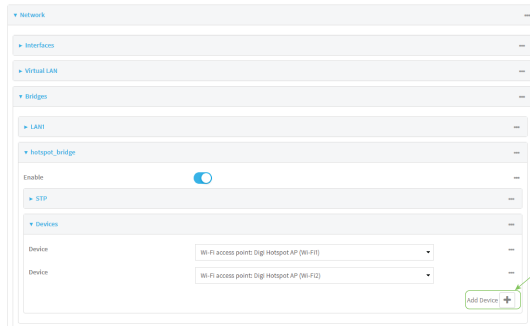 Network
Interfaces
Virtual LAN
Bridges
LAN1
hotspot_bridge
Enable
STP
Devices
Device Wi-Fi access point: Digi Hotspot AP (Wi-Fi1)
Device Wi-Fi access point: Digi Hotspot AP (Wi-Fi2)
Add Device